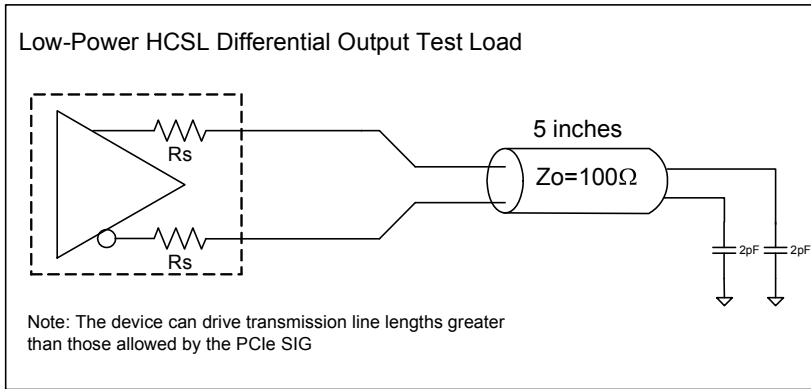 Low-Power HCSL Differential Output Test Load
Rs
Rs
5 inches
Zo=100Ω
2pF
2pF
Note: The device can drive transmission line lengths greater
than those allowed by the PCIe SIG